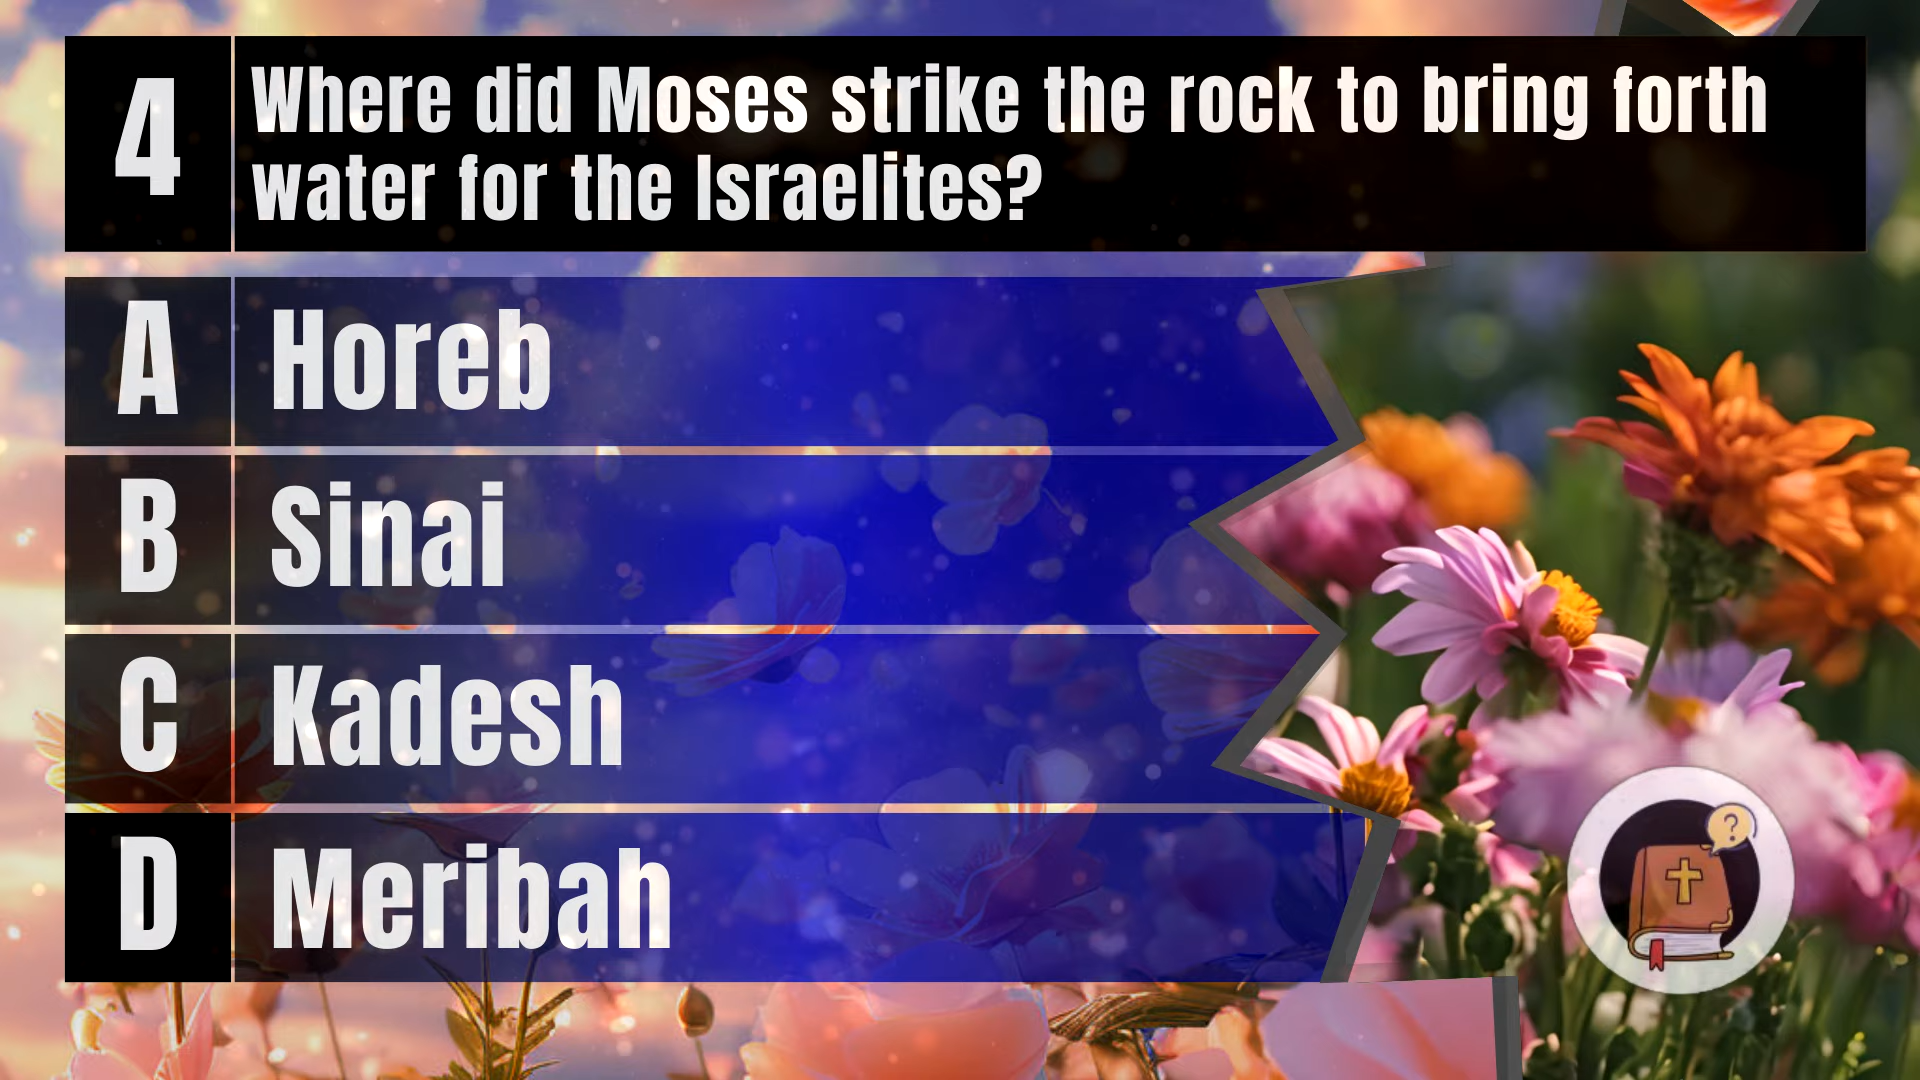 4
Where did Moses strike the rock to bring forth
water for the Israelites?
A Horeb
B Sinai
C Kadesh
D Meribah
?